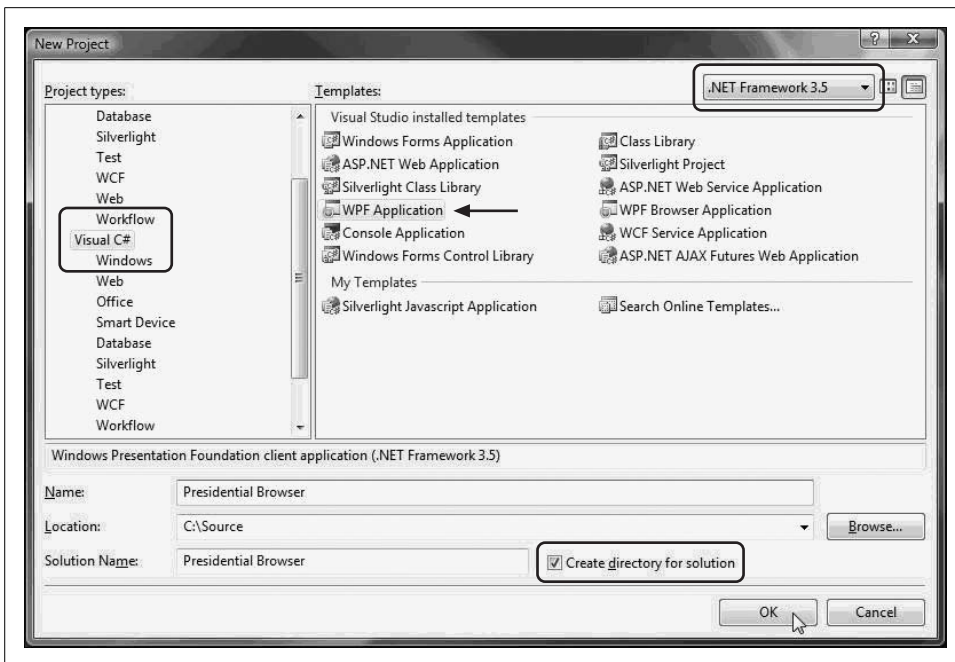 New Project
Project types:
Templates:
.NET Framework 3.5
Database
Silverlight
Test
WCF
Web
Workflow
Visual C#
Windows
Web
Office
Smart Device
Database
Silverlight
Test
WCF
Workflow
Visual Studio installed templates
Windows Forms Application
Class Library
ASP.NET Web Application
Silverlight Project
Silverlight Class Library
ASP.NET Web Service Application
WPF Application
WPF Browser Application
Console Application
WCF Service Application
Windows Forms Control Library
ASP.NET AJAX Futures Web Application
My Templates
Silverlight Javascript Application
Search Online Templates...
Windows Presentation Foundation client application (.NET Framework 3.5)
Name: Presidential Browser
Location: C:\Source
Browse...
Solution Name: Presidential Browser
Create directory for solution
OK
Cancel